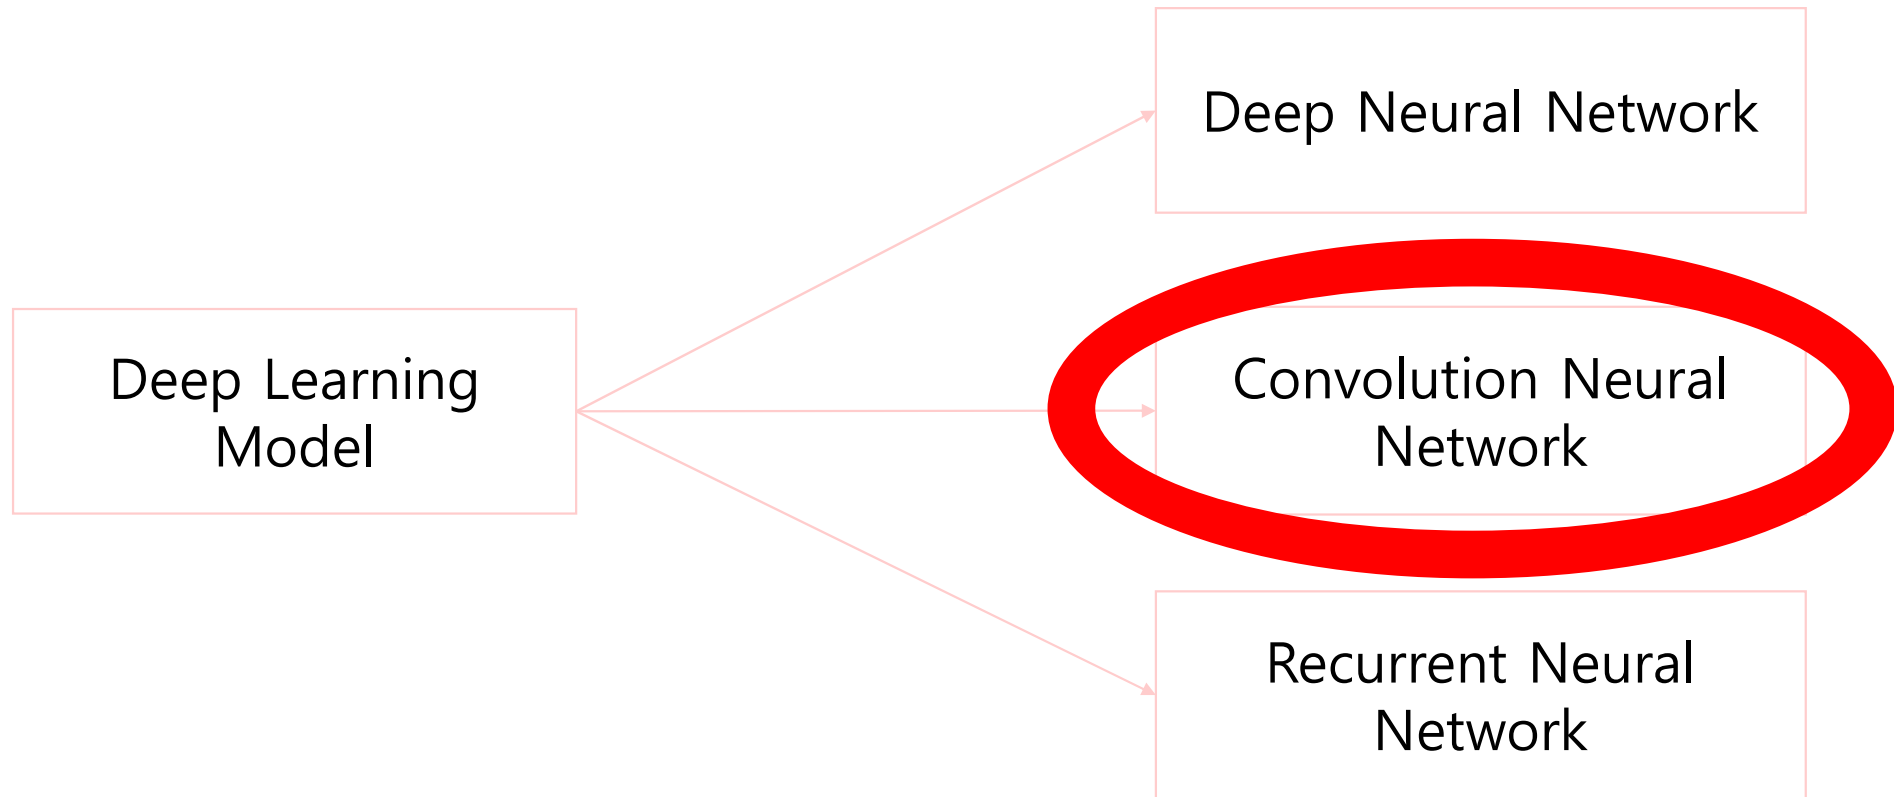 Deep Neural Network
Deep Learning
Model
Convolution Neural
Network
Recurrent Neural
Network